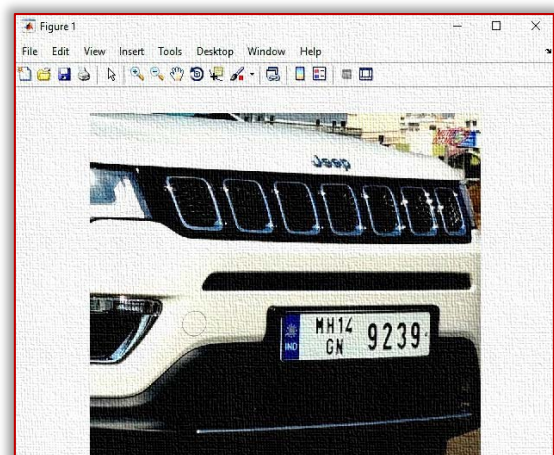 Figure 1
File Edit View Insert Tools Desktop Window Help
Jeep
MH14
GN 9239
IND